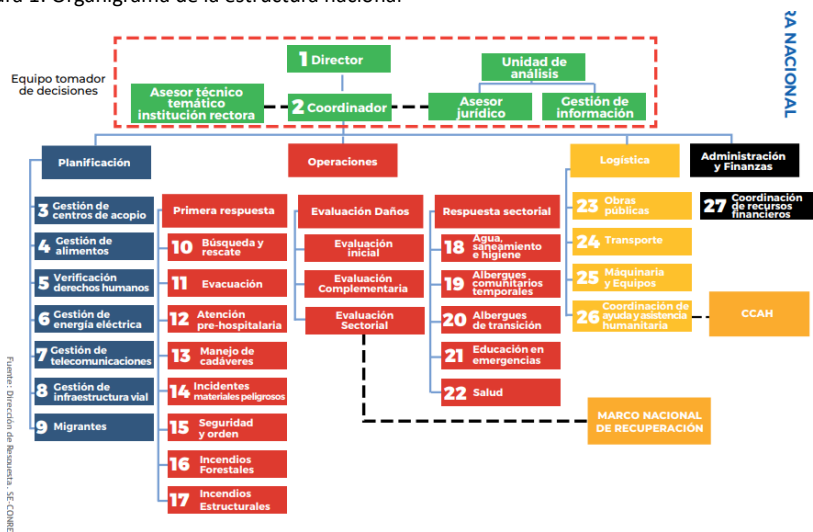 1. Organigrama de la estructura nacional
NACIONAL
Equipo tomador
de decisiones
1 Director
Unidad de
análisis
Asesor técnico
temático
institución rectora
2 Coordinador
Asesor
jurídico
Gestión de
información
Planificación
Operaciones
Logística
Administración
y Finanzas
3 Gestión de
centros de acopio
4 Gestión de
alimentos
5 Verificación
derechos humanos
6 Gestión de
energía eléctrica
7 Gestión de
telecomunicaciones
8 Gestión de
infraestructura vial
9 Migrantes
Primera respuesta
10 Búsqueda y
rescate
11 Evacuación
12 Atención
pre-hospitalaria
13 Manejo de
cadáveres
14 Incidentes
materiales peligrosos
15 Seguridad
y orden
16 Incendios
Forestales
17 Incendios
Estructurales
Evaluación Daños
Evaluación
Inicial
Evaluación
Complementaria
Evaluación
Sectorial
Respuesta sectorial
18 Agua,
saneamiento
e higiene
19 Albergues
comunitarios
temporales
20 Albergues
de transición
21 Educación en
emergencias
22 Salud
23 Obras
públicas
24 Transporte
25 Máquinaria
y Equipos
26 Coordinación de
ayuda y asistencia
humanitaria
27 Coordinación
de recursos
financieros
CCAH
MARCO NACIONAL
DE RECUPERACIÓN
Fuente: Dirección de Respuesta. SE-CONRE